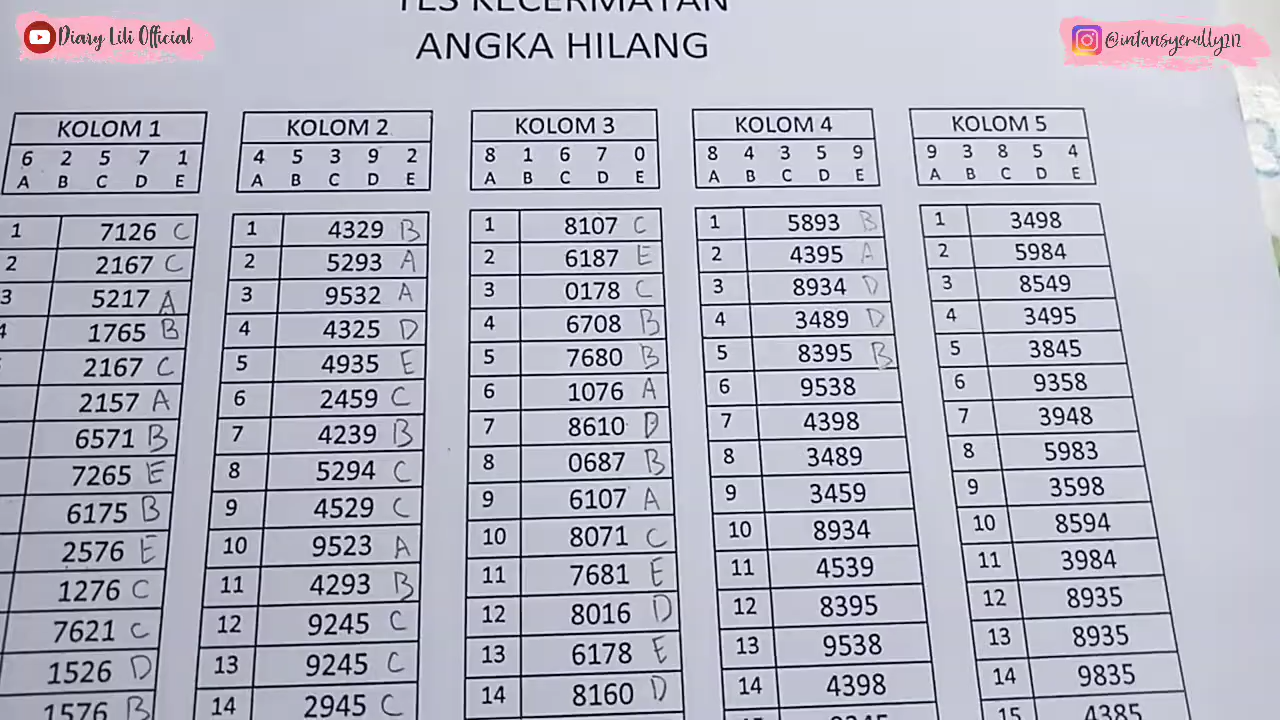 TES KECERMATAN
Diary Lili Official
@intansyerully212
ANGKA HILANG
KOLOM 1 KOLOM 2 KOLOM 3 KOLOM 4 KOLOM 5
6 2 5 7 1 4 5 3 9 2 8 1 6 7 0 8 4 3 5 9 9 3 8 5 4
A B C D E A B C D E A B C D E A B C D E A B C D E
1 7126 C 1 4329 B 1 8107 C 1 5893 B 1 3498
2 2167 C 2 5293 A 2 6187 E 2 4395 A 2 5984
3 5217 A 3 9532 A 3 0178 C 3 8934 D 3 8549
4 1765 B 4 4325 D 4 6708 B 4 3489 D 4 3495
2167 C 5 4935 E 5 7680 B 5 8395 B 5 3845
2157 A 6 2459 C 6 1076 A 6 9538 6 9358
6571 B 7 4239 B 7 8610 D 7 4398 7 3948
7265 E 8 5294 C 8 0687 B 8 3489 8 5983
6175 B 9 4529 C 9 6107 A 9 3459 9 3598
2576 E 10 9523 A 10 8071 C 10 8934 10 8594
1276 C 11 4293 B 11 7681 E 11 4539 11 3984
7621 C 12 9245 C 12 8016 D 12 8395 12 8935
1526 D 13 9245 C 13 6178 E 13 9538 13 8935
1576 B 14 2945 C 14 8160 D 14 4398 14 9835
15 4385